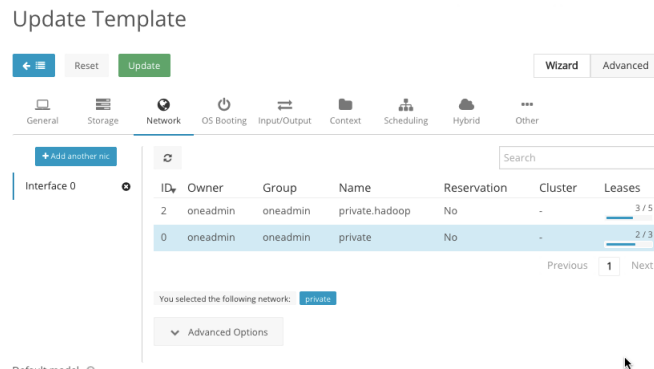 Update Template
Reset Update Wizard Advanced
General Storage Network OS Booting Input/Output Context Scheduling Hybrid Other
+ Add another nic
Search
Interface 0
ID Owner Group Name Reservation Cluster Leases
2 oneadmin oneadmin private.hadoop No - 3 / 5
0 oneadmin oneadmin private No - 2 / 3
Previous 1 Next
You selected the following network: private
Advanced Options
Default model